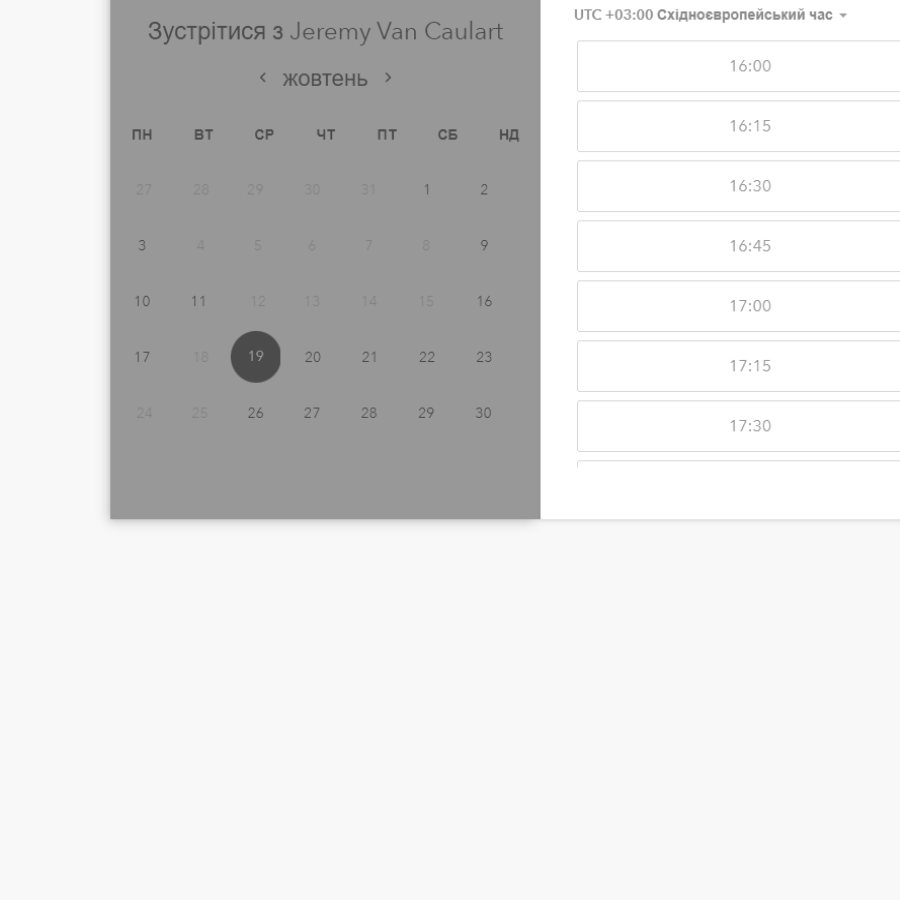 Зустрітися з Jeremy Van Caulart
жовтень
ПН ВТ СР ЧТ ПТ СБ НД
27 28 29 30 31 1 2
3 4 5 6 7 8 9
10 11 12 13 14 15 16
17 18 19 20 21 22 23
24 25 26 27 28 29 30
UTC +03:00 Східноєвропейський час
16:00
16:15
16:30
16:45
17:00
17:15
17:30